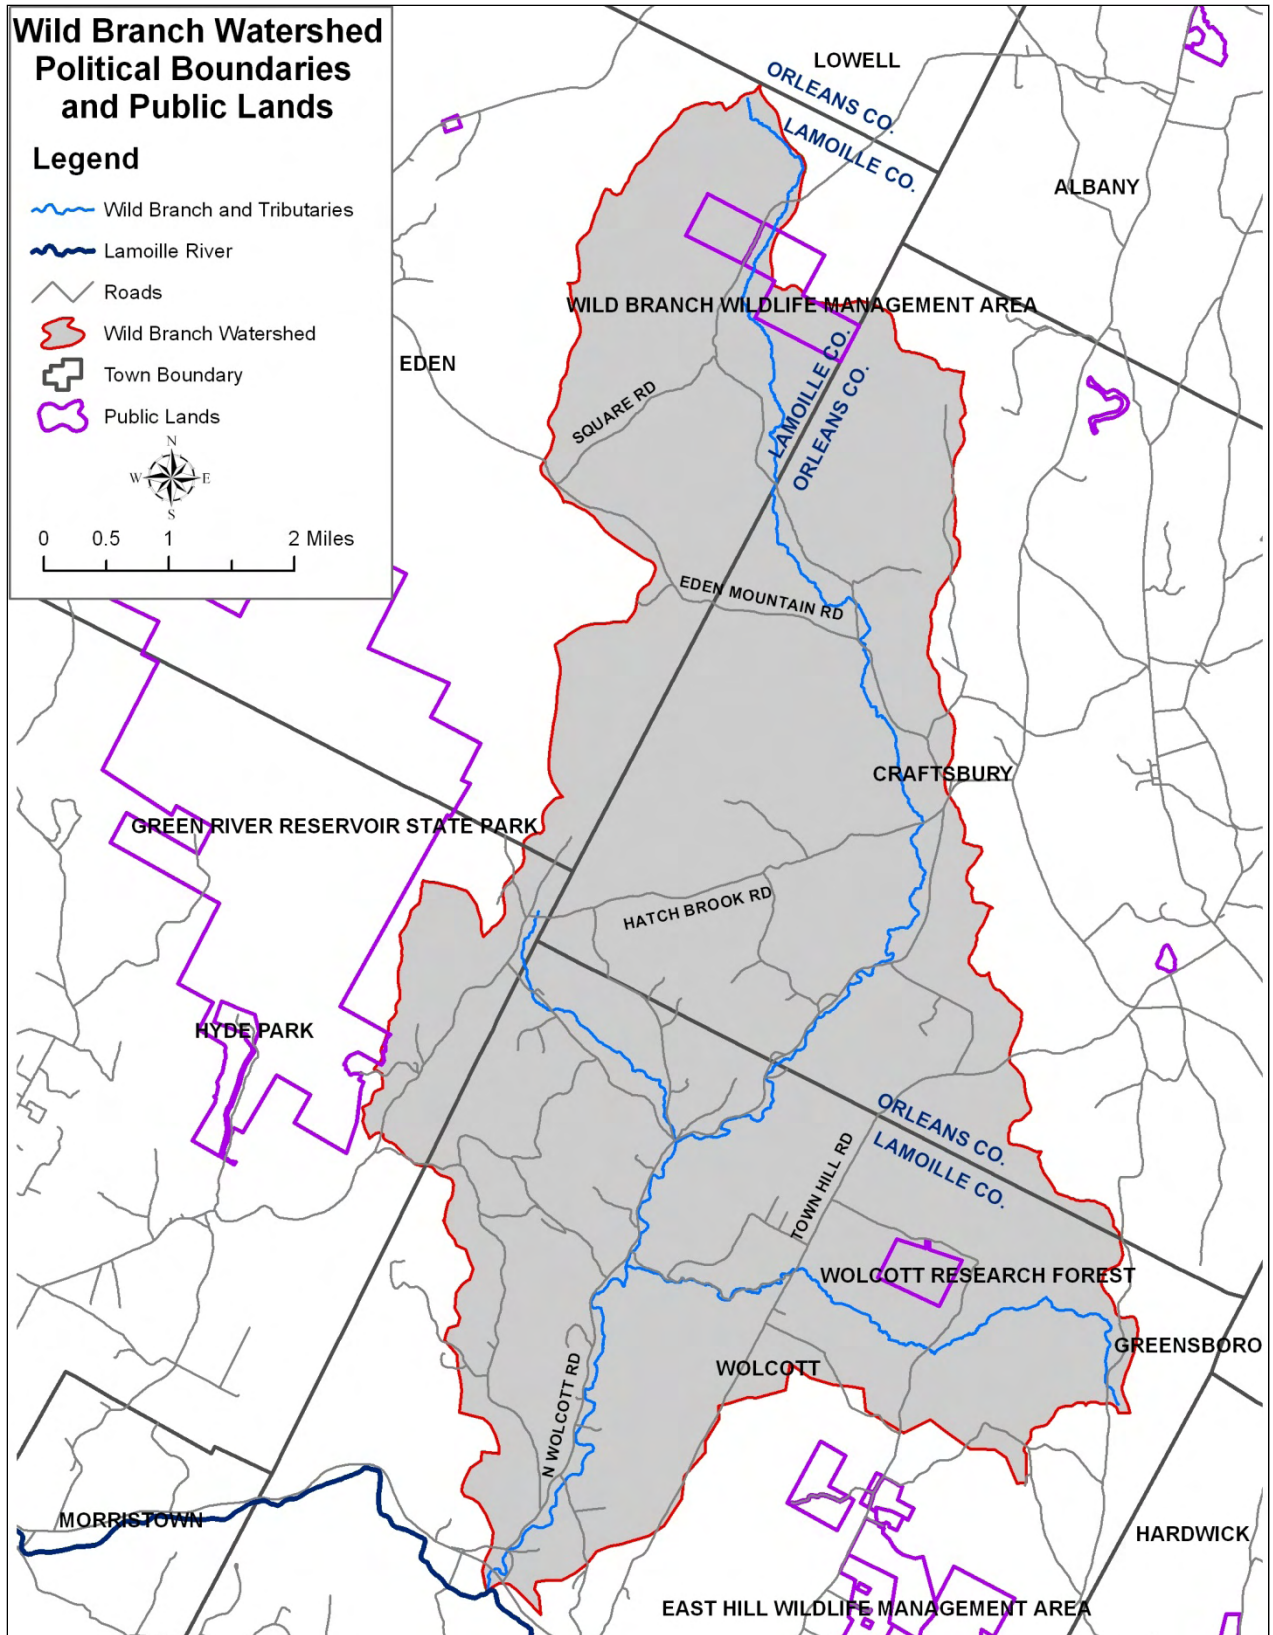 Wild Branch Watershed
Political Boundaries
and Public Lands
Legend
Wild Branch and Tributaries
Lamoille River
Roads
Wild Branch Watershed
Town Boundary
Public Lands
N
W
E
S
0 0.5 1 2 Miles
LOWELL
ORLEANS CO.
LAMOILLE CO.
ALBANY
WILD BRANCH WILDLIFE MANAGEMENT AREA
EDEN
LAMOILLE CO.
ORLEANS CO.
SQUARE RD
EDEN MOUNTAIN RD
CRAFTSBURY
GREEN RIVER RESERVOIR STATE PARK
HATCH BROOK RD
HYDE PARK
ORLEANS CO.
LAMOILLE CO.
TOWN HILL RD
WOLCOTT RESEARCH FOREST
GREENSBORO
WOLCOTT
N WOLCOTT RD
MORRISTOWN
HARDWICK
EAST HILL WILDLIFE MANAGEMENT AREA